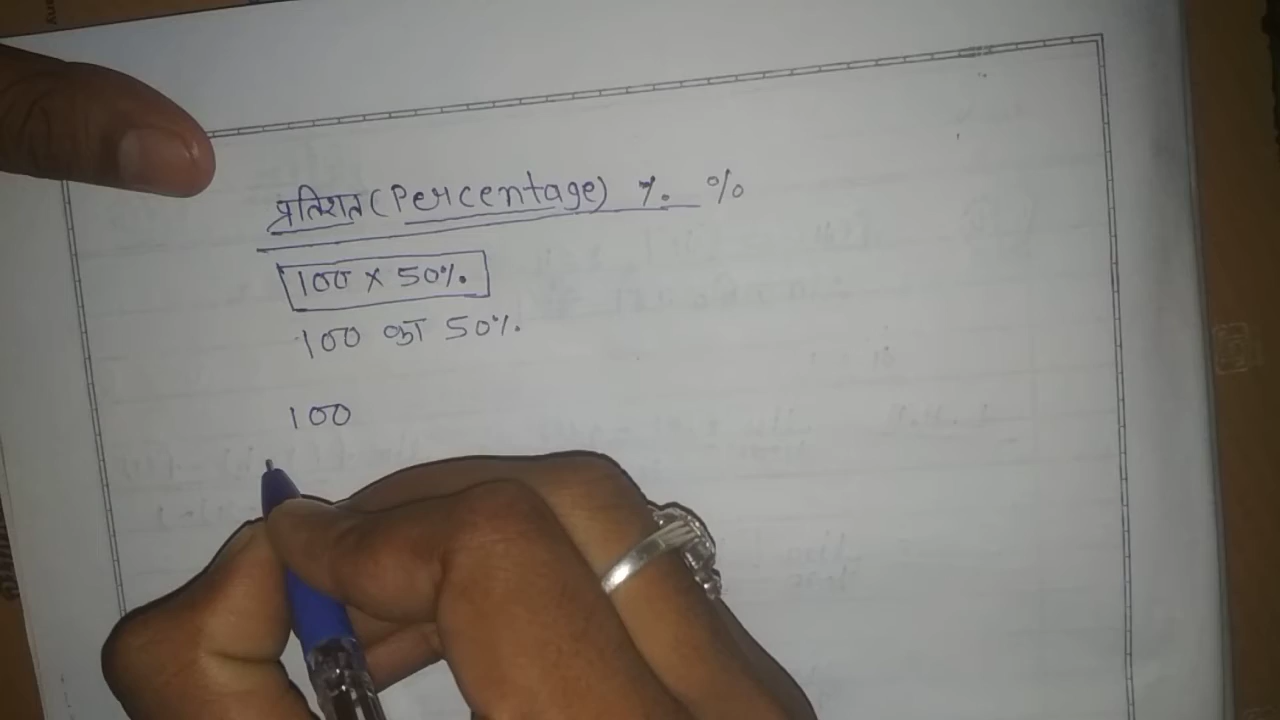 प्रतिशत (Percentage) % %
100 × 50%
100 का 50%
100